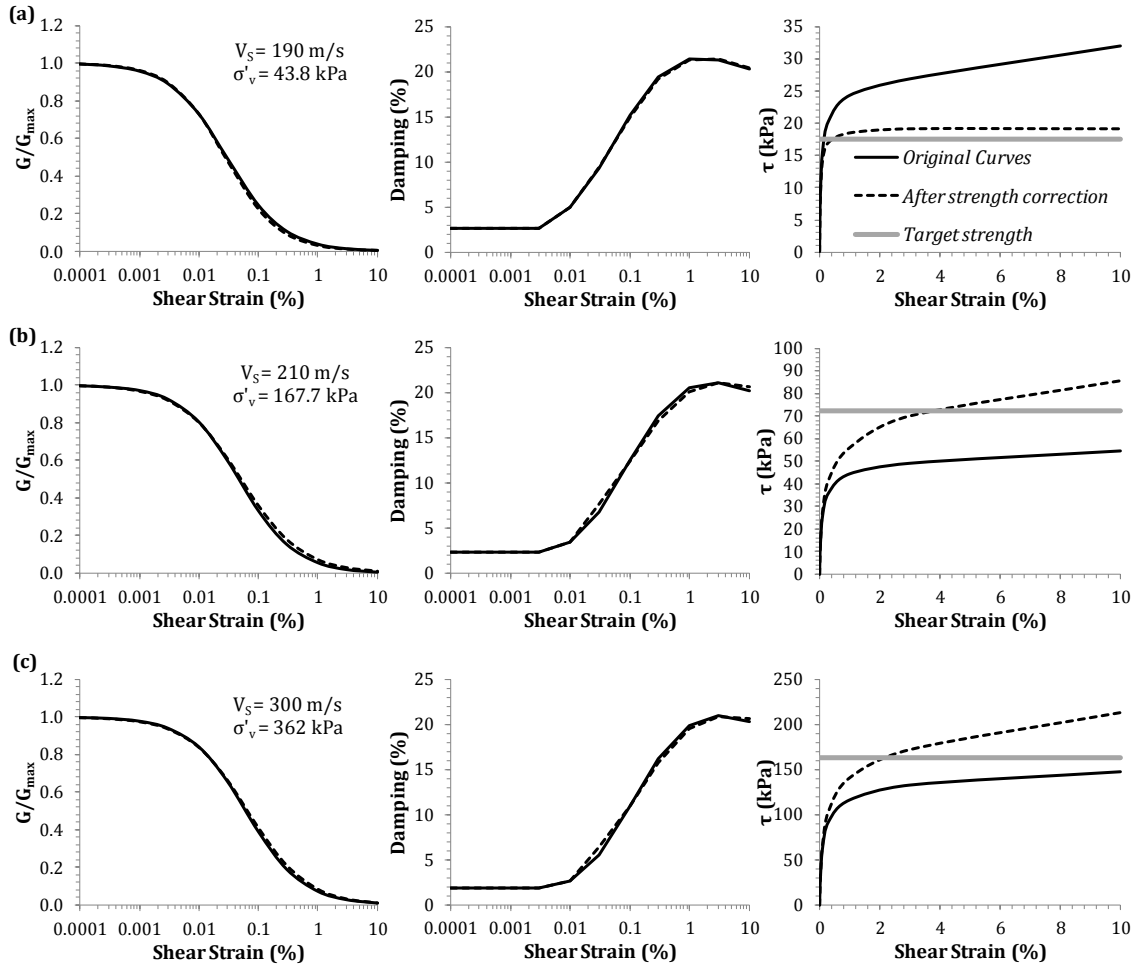 (a)
G/Gmax
1.0
0.8
0.6
0.4
0.2
0.0
VS= 190 m/s
σ'v= 43.8 kPa
0.0001 0.001 0.01 0.1 1 10
Shear Strain (%)
Damping (%)
25
20
15
10
5
0
0.0001 0.001 0.01 0.1 1 10
Shear Strain (%)
τ (kPa)
35
30
25
20
15
10
5
0
Original Curves
After strength correction
Target strength
0 2 4 6 8 10
Shear Strain (%)
(b)
G/Gmax
1.0
0.8
0.6
0.4
0.2
0.0
VS= 210 m/s
σ'v= 167.7 kPa
0.0001 0.001 0.01 0.1 1 10
Shear Strain (%)
Damping (%)
25
20
15
10
5
0
0.0001 0.001 0.01 0.1 1 10
Shear Strain (%)
τ (kPa)
100
90
80
70
60
50
40
30
20
10
0
0 2 4 6 8 10
Shear Strain (%)
(c)
G/Gmax
1.0
0.8
0.6
0.4
0.2
0.0
VS= 300 m/s
σ'v= 362 kPa
0.0001 0.001 0.01 0.1 1 10
Shear Strain (%)
Damping (%)
25
20
15
10
5
0
0.0001 0.001 0.01 0.1 1 10
Shear Strain (%)
τ (kPa)
250
200
150
100
50
0
0 2 4 6 8 10
Shear Strain (%)